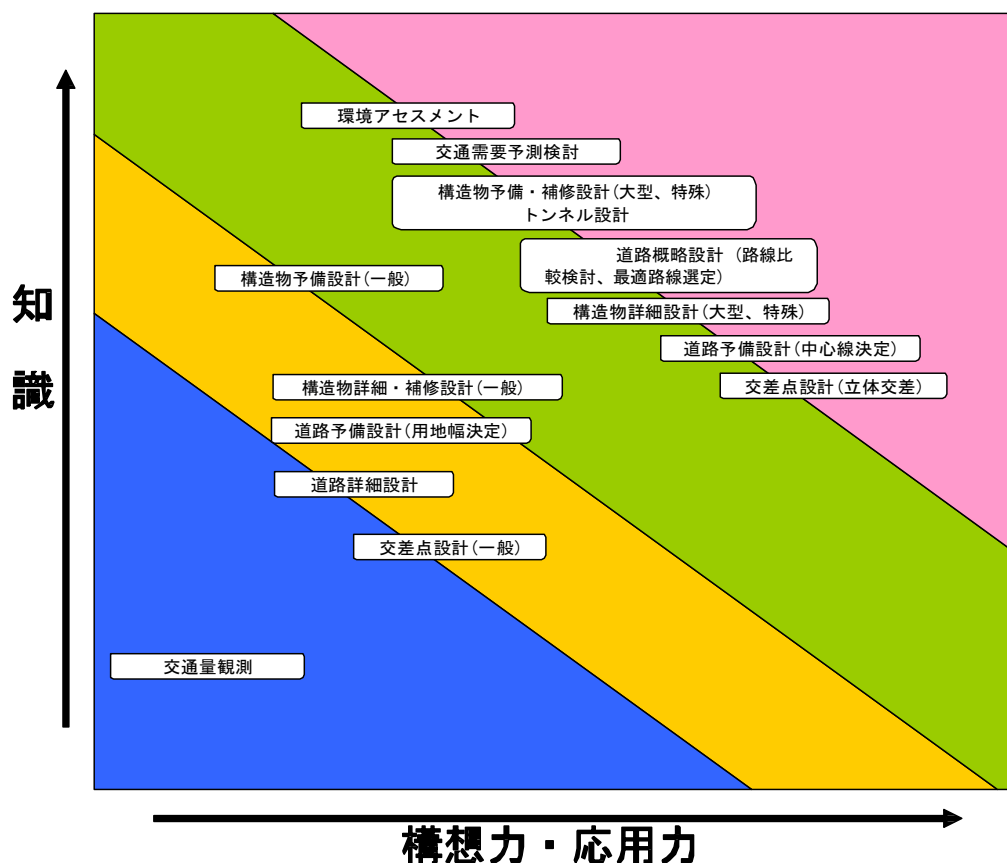 環境アセスメント
交通需要予測検討
構造物予備・補修設計(大型、特殊)
トンネル設計
道路概略設計 (路線比
較検討、最適路線選定)
構造物予備設計(一般)
構造物詳細設計(大型、特殊)
道路予備設計(中心線決定)
構造物詳細・補修設計(一般)
交差点設計(立体交差)
道路予備設計(用地幅決定)
道路詳細設計
交差点設計(一般)
交通量観測
知
識
構想力・応用力